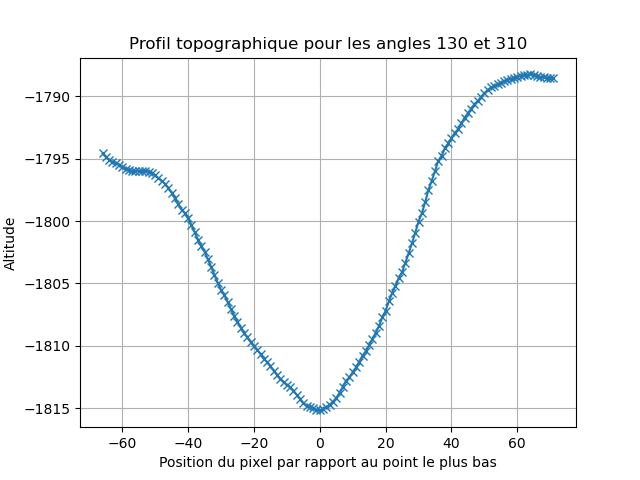 Profil topographique pour les angles 130 et 310
−1790
−1795
−1800
−1805
−1810
−1815
Altitude
−60 −40 −20 0 20 40 60
Position du pixel par rapport au point le plus bas